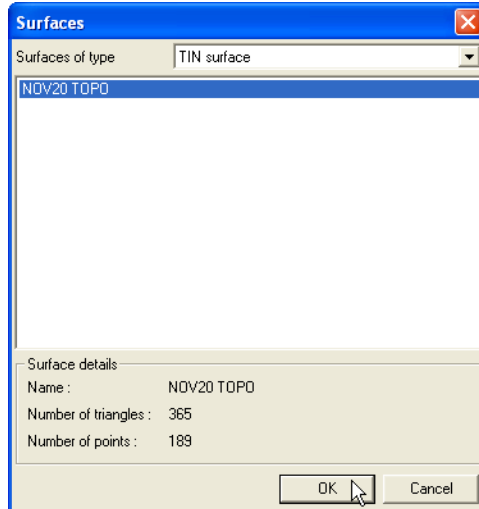 Surfaces
Surfaces of type TIN surface
NOV20 TOPO
Surface details
Name : NOV20 TOPO
Number of triangles : 365
Number of points : 189
OK Cancel